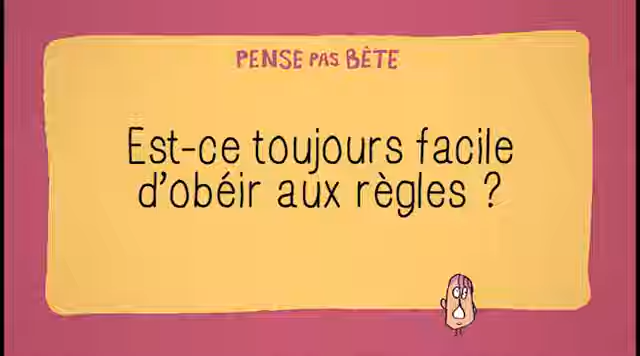 PENSE PAS BÊTE
Est-ce toujours facile
d'obéir aux règles ?